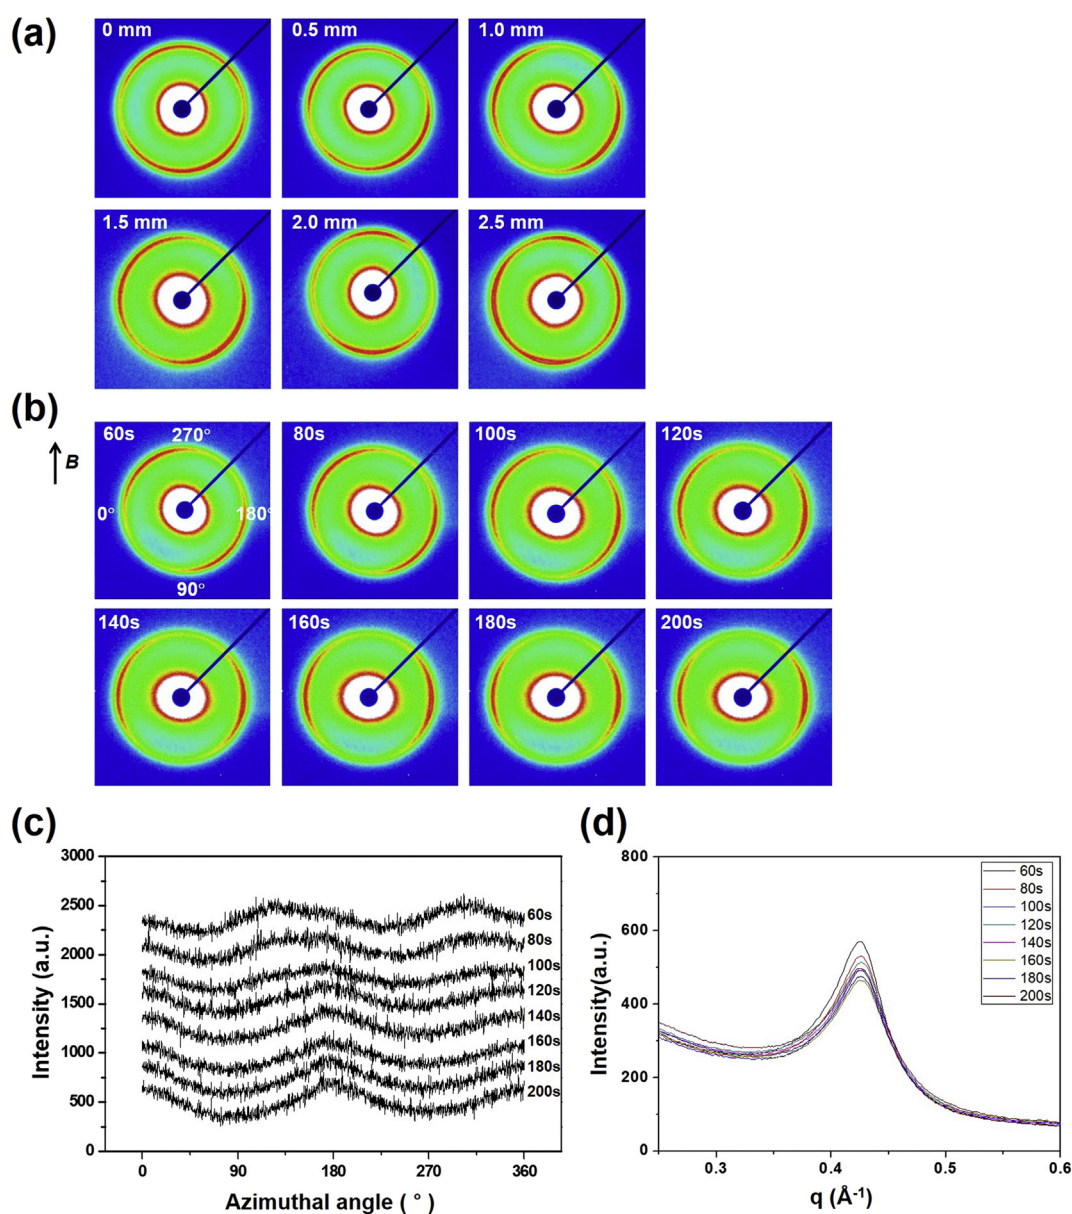 (a)
0 mm 0.5 mm 1.0 mm
1.5 mm 2.0 mm 2.5 mm
(b)
B
60s 80s 100s 120s
270°
0° 180°
90°
140s 160s 180s 200s
(c)
3000
2500
2000
1500
1000
500
0
Intensity (a.u.)
60s
80s
100s
120s
140s
160s
180s
200s
0 90 180 270 360
Azimuthal angle ( ° )
(d)
800
600
400
200
0
Intensity(a.u.)
60s
80s
100s
120s
140s
160s
180s
200s
0.3 0.4 0.5 0.6
q (Å-1)